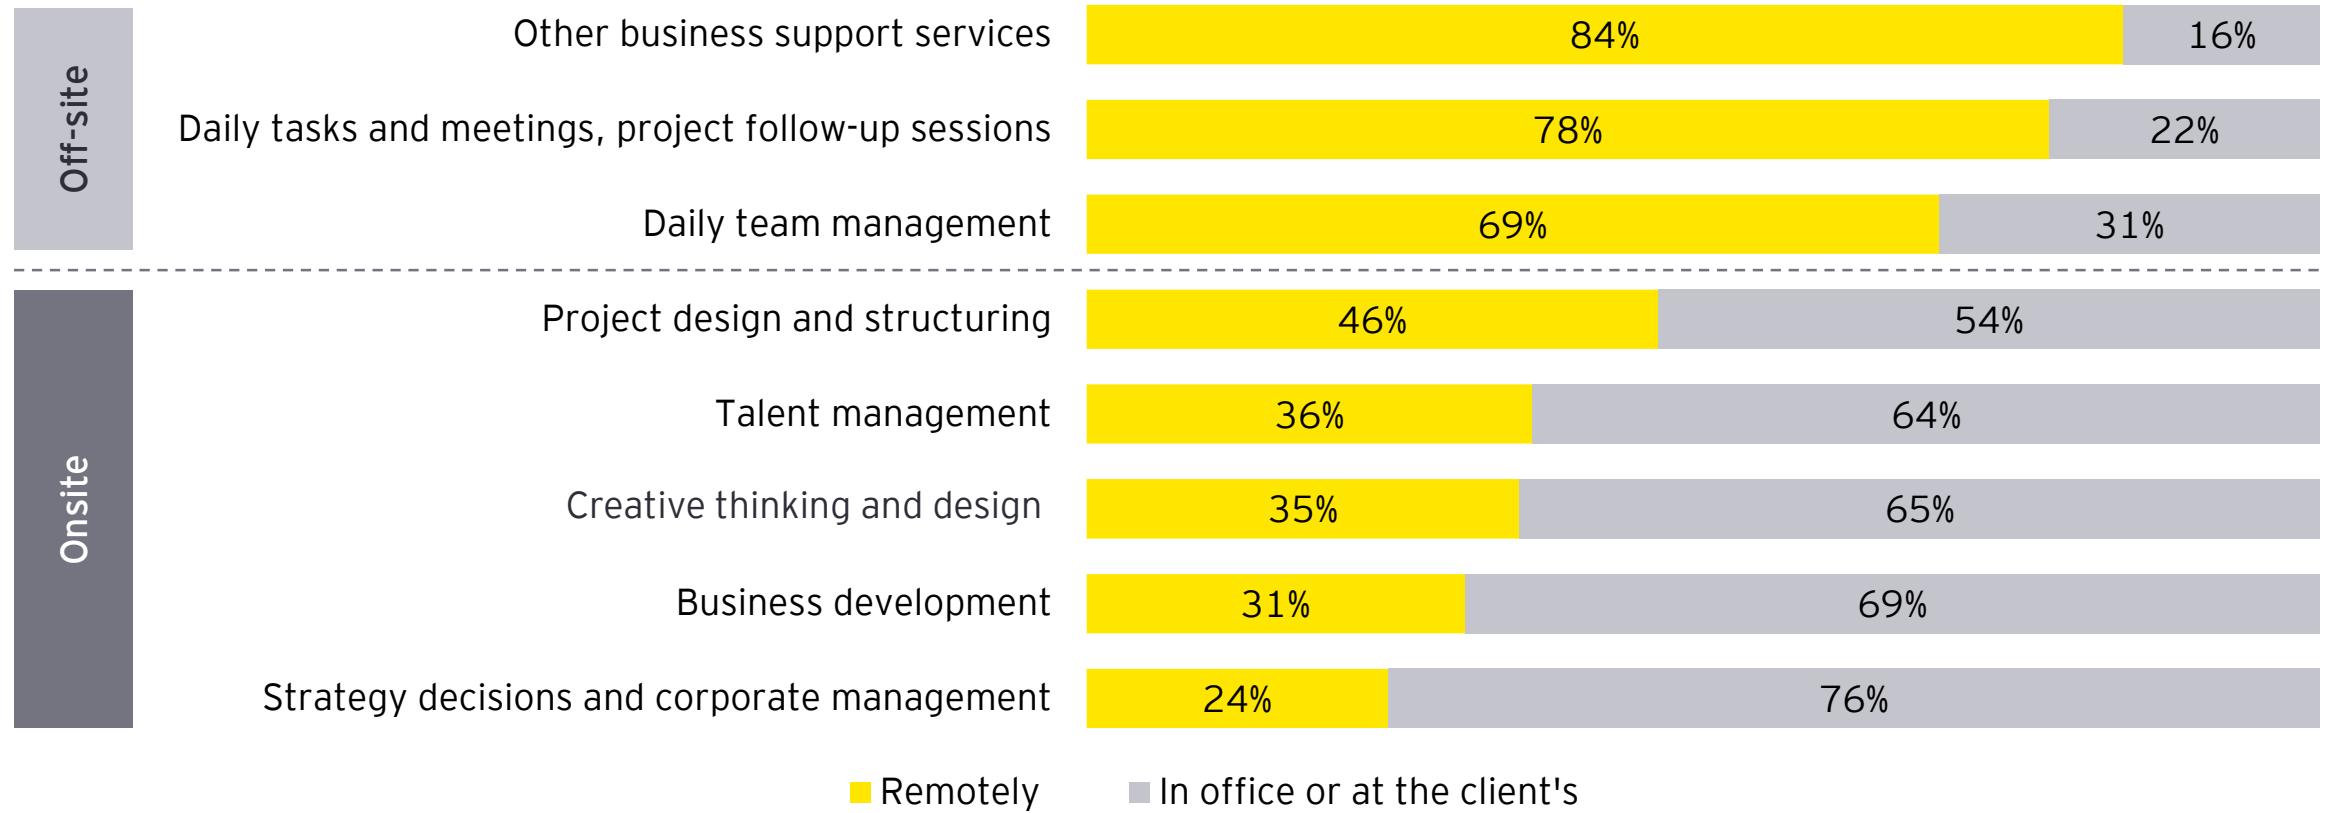 Off-site
Other business support services 84% 16%
Daily tasks and meetings, project follow-up sessions 78% 22%
Daily team management 69% 31%
Onsite
Project design and structuring 46% 54%
Talent management 36% 64%
Creative thinking and design 35% 65%
Business development 31% 69%
Strategy decisions and corporate management 24% 76%
Remotely In office or at the client's